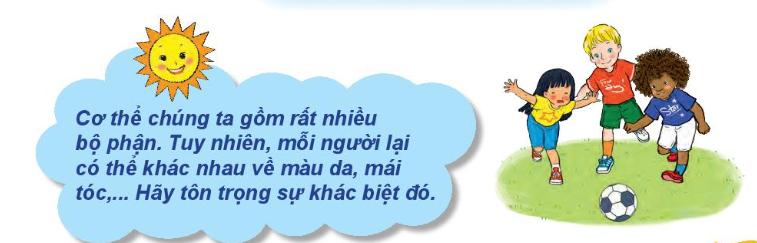 Cơ thể chúng ta gồm rất nhiều
bộ phận. Tuy nhiên, mỗi người lại
có thể khác nhau về màu da, mái
tóc,... Hãy tôn trọng sự khác biệt đó.
Star